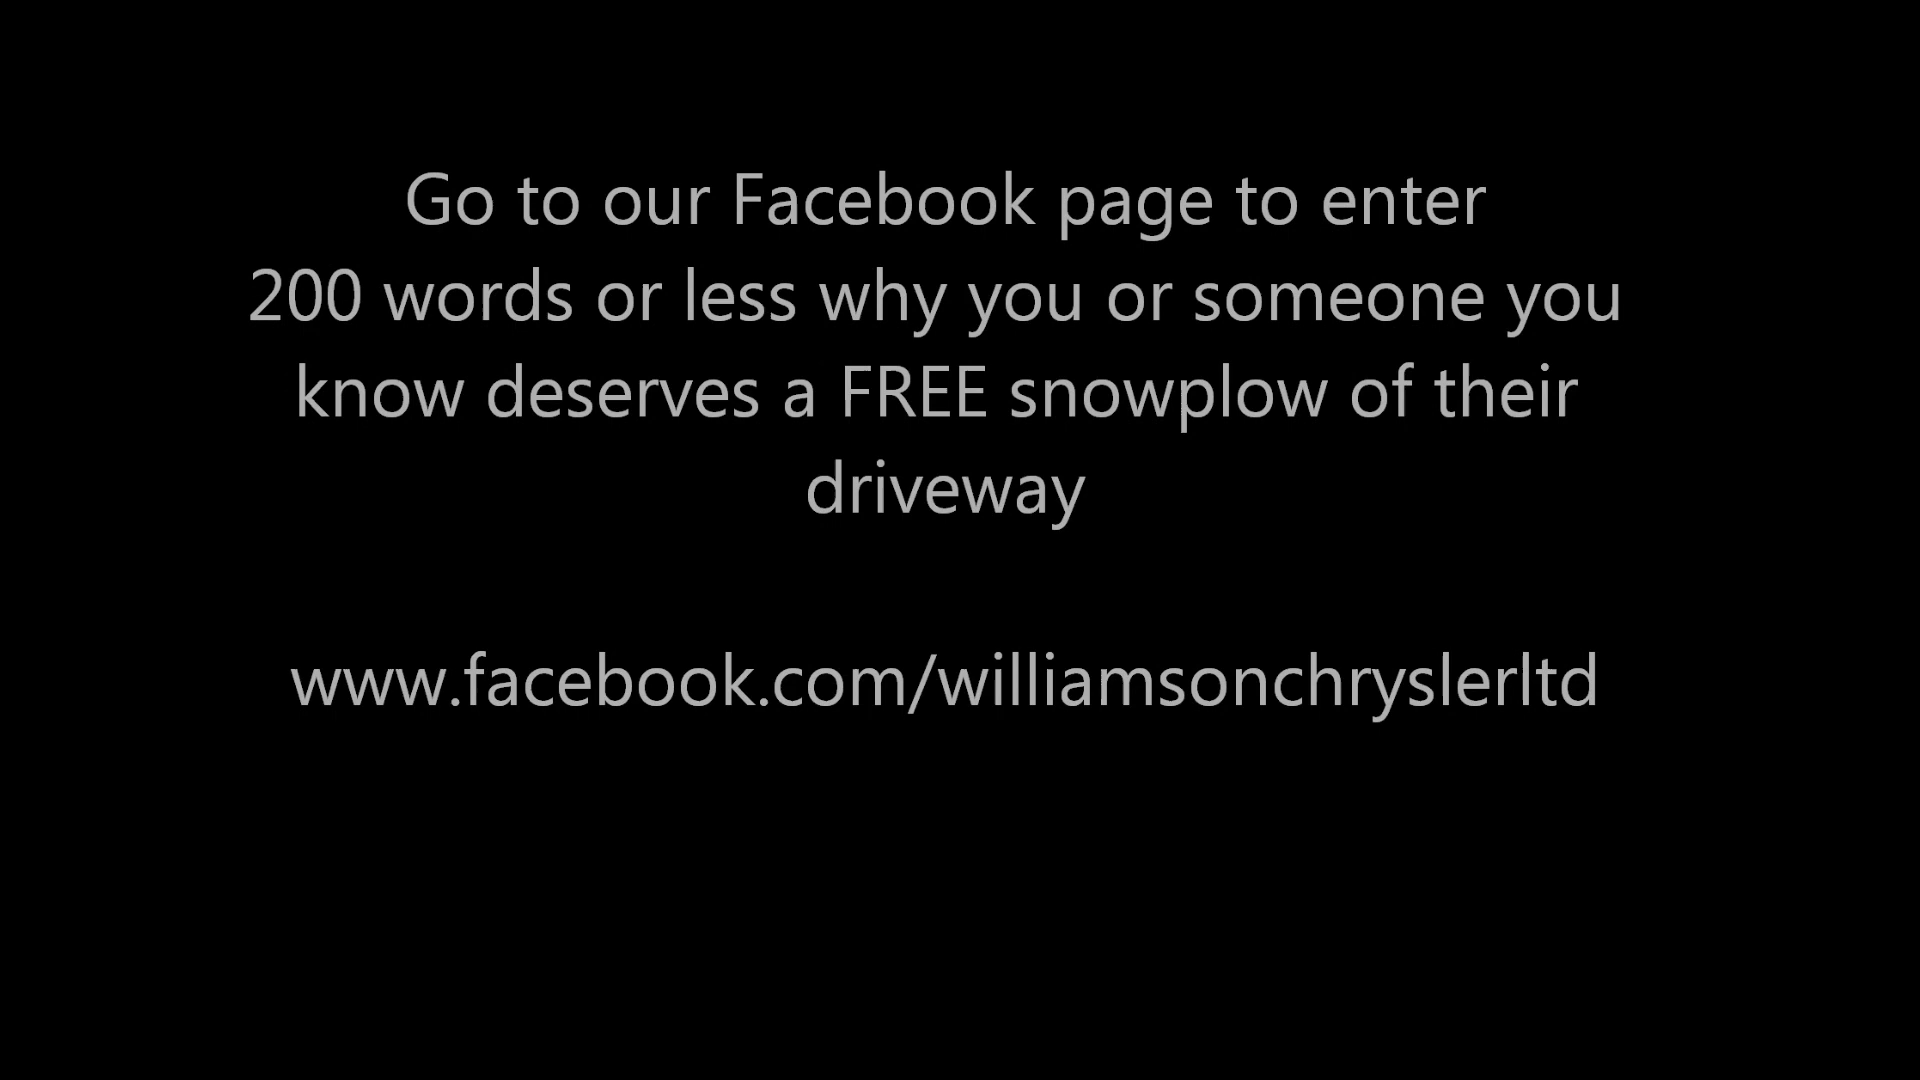 Go to our Facebook page to enter
200 words or less why you or someone you
know deserves a FREE snowplow of their
driveway
www.facebook.com/williamsonchryslerltd